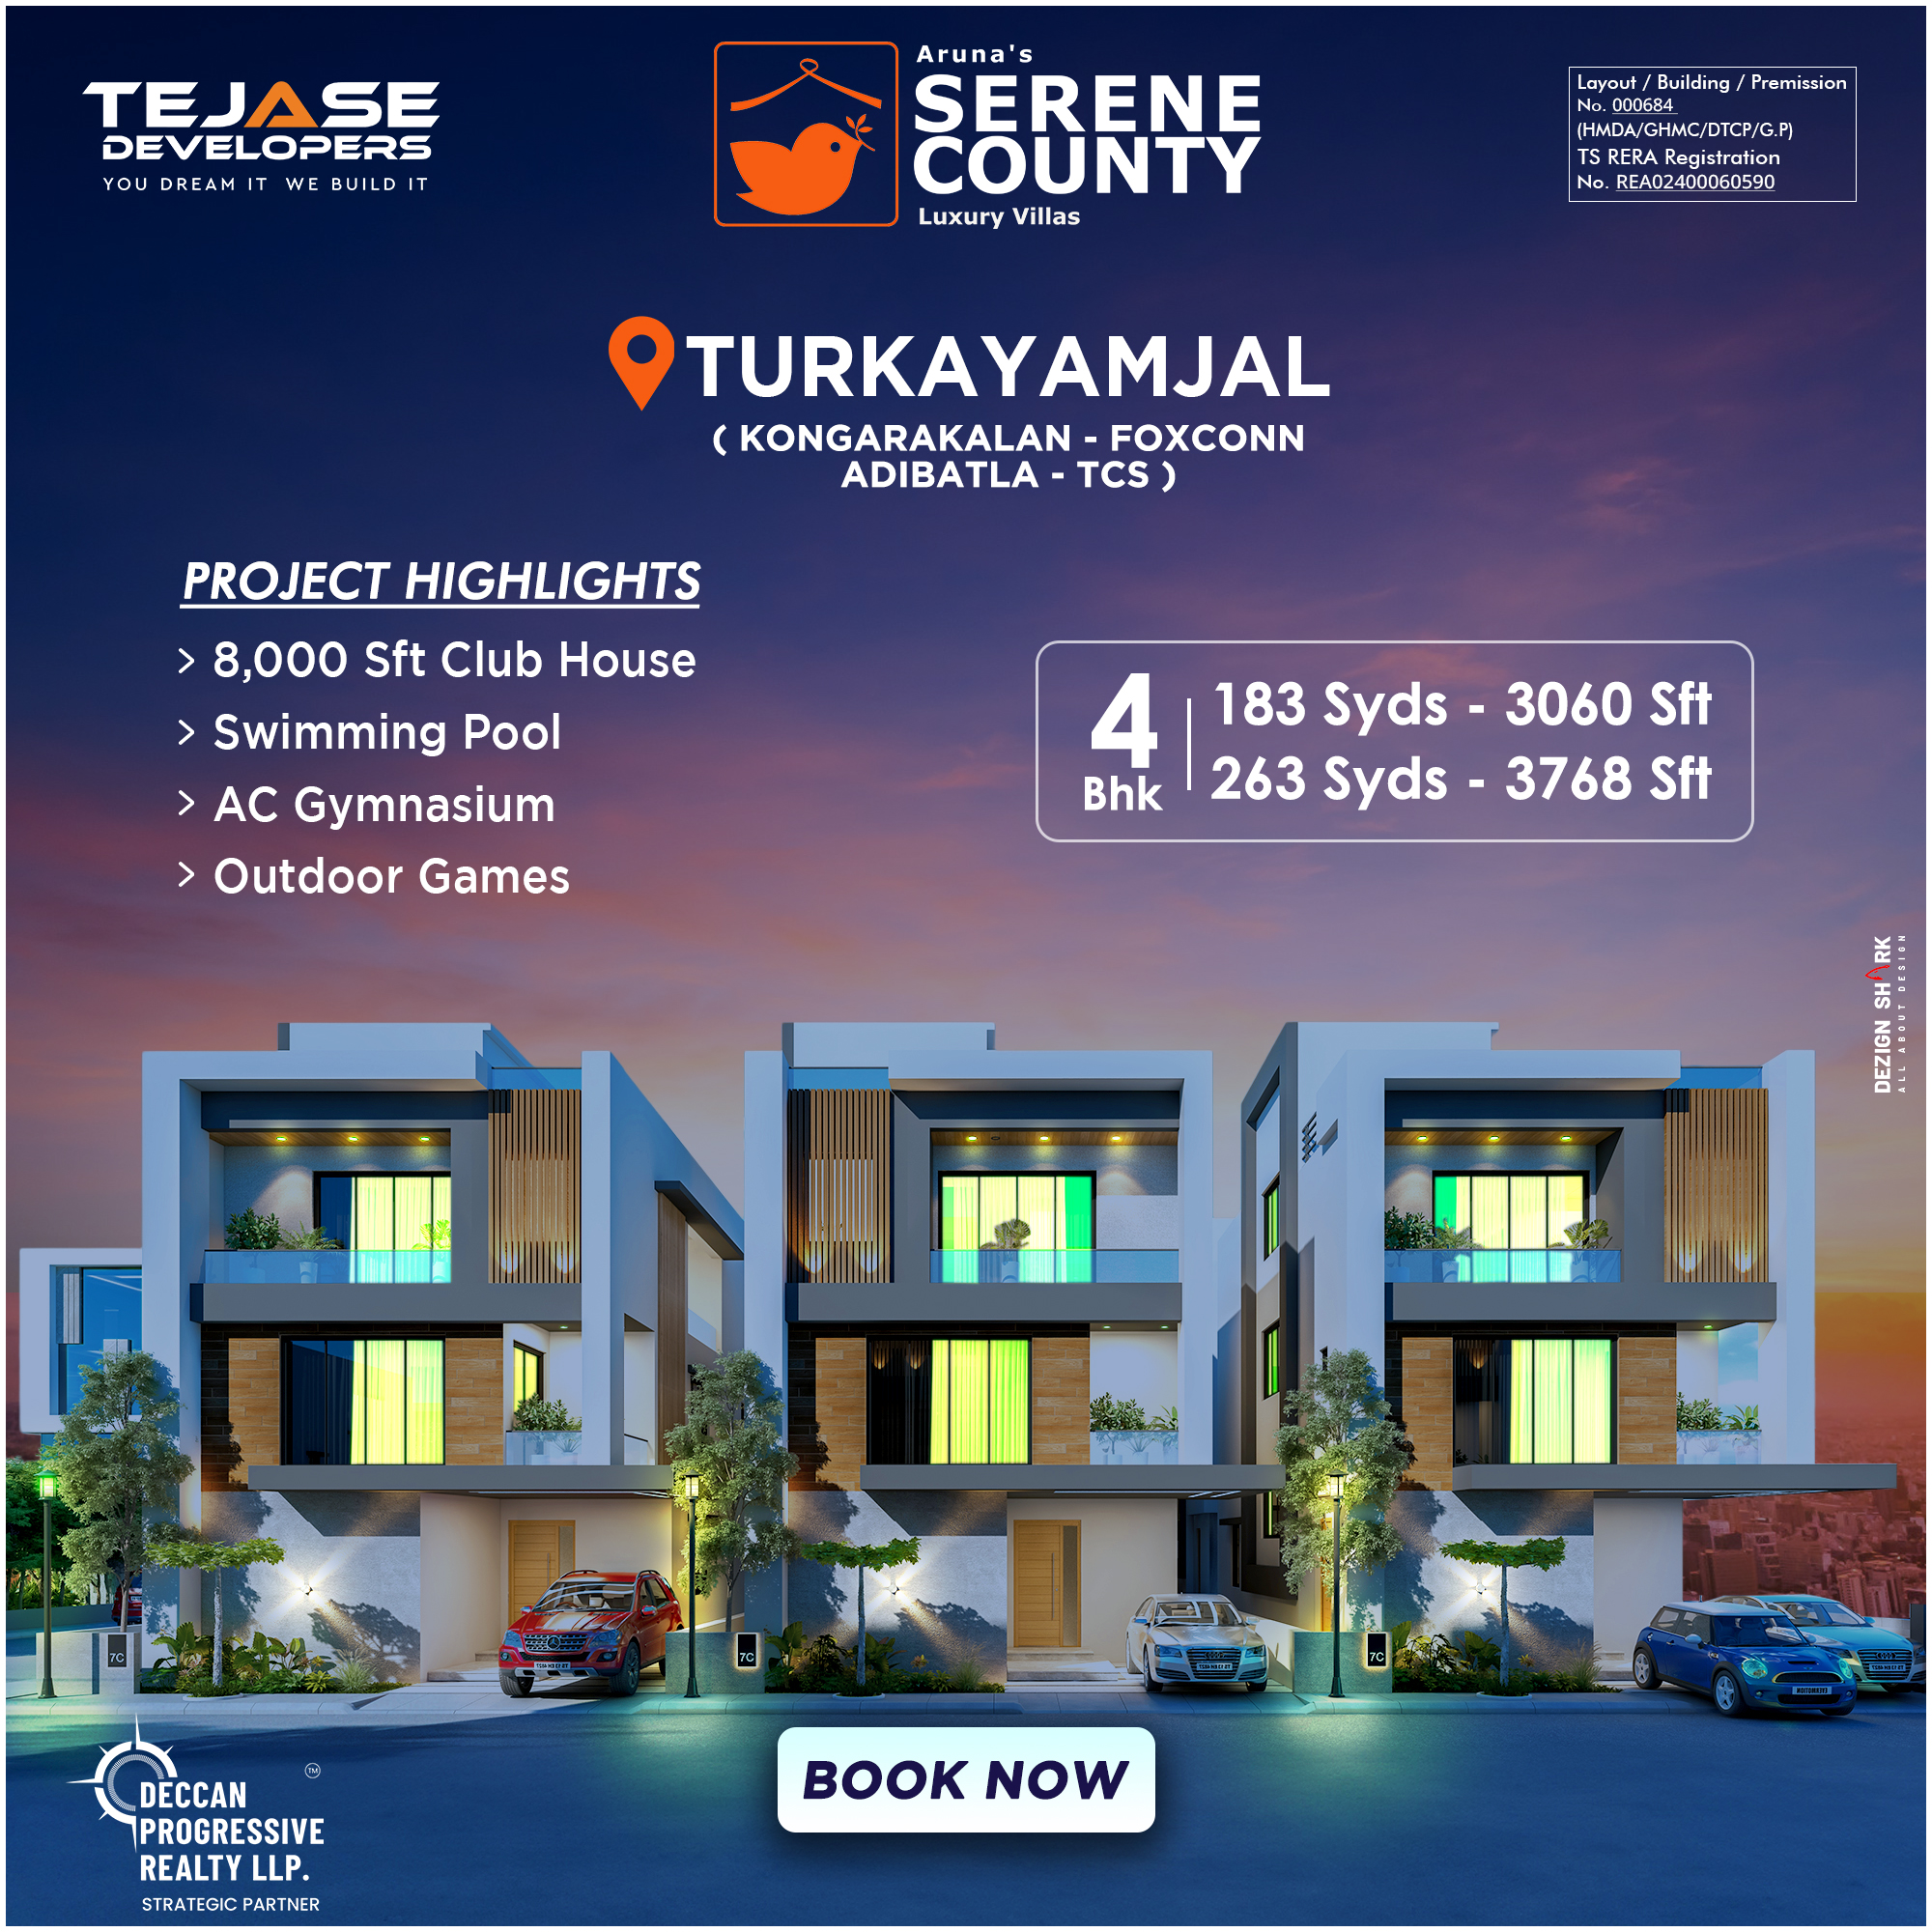 TEJASE
DEVELOPERS
YOU DREAM IT WE BUILD IT
Aruna's
SERENE
COUNTY
Luxury Villas
Layout / Building / Premission
No. 000684
(HMDA/GHMC/DTCP/G.P)
TS RERA Registration
No. REA02400060590
TURKAYAMJAL
( KONGARAKALAN - FOXCONN
ADIBATLA - TCS )
PROJECT HIGHLIGHTS
> 8,000 Sft Club House
> Swimming Pool
> AC Gymnasium
> Outdoor Games
4
Bhk
183 Syds - 3060 Sft
263 Syds - 3768 Sft
DEZIGN SHARK
ALL ABOUT DESIGN
7C
7C
7C
BOOK NOW
DECCAN
PROGRESSIVE
REALTY LLP.
TM
STRATEGIC PARTNER